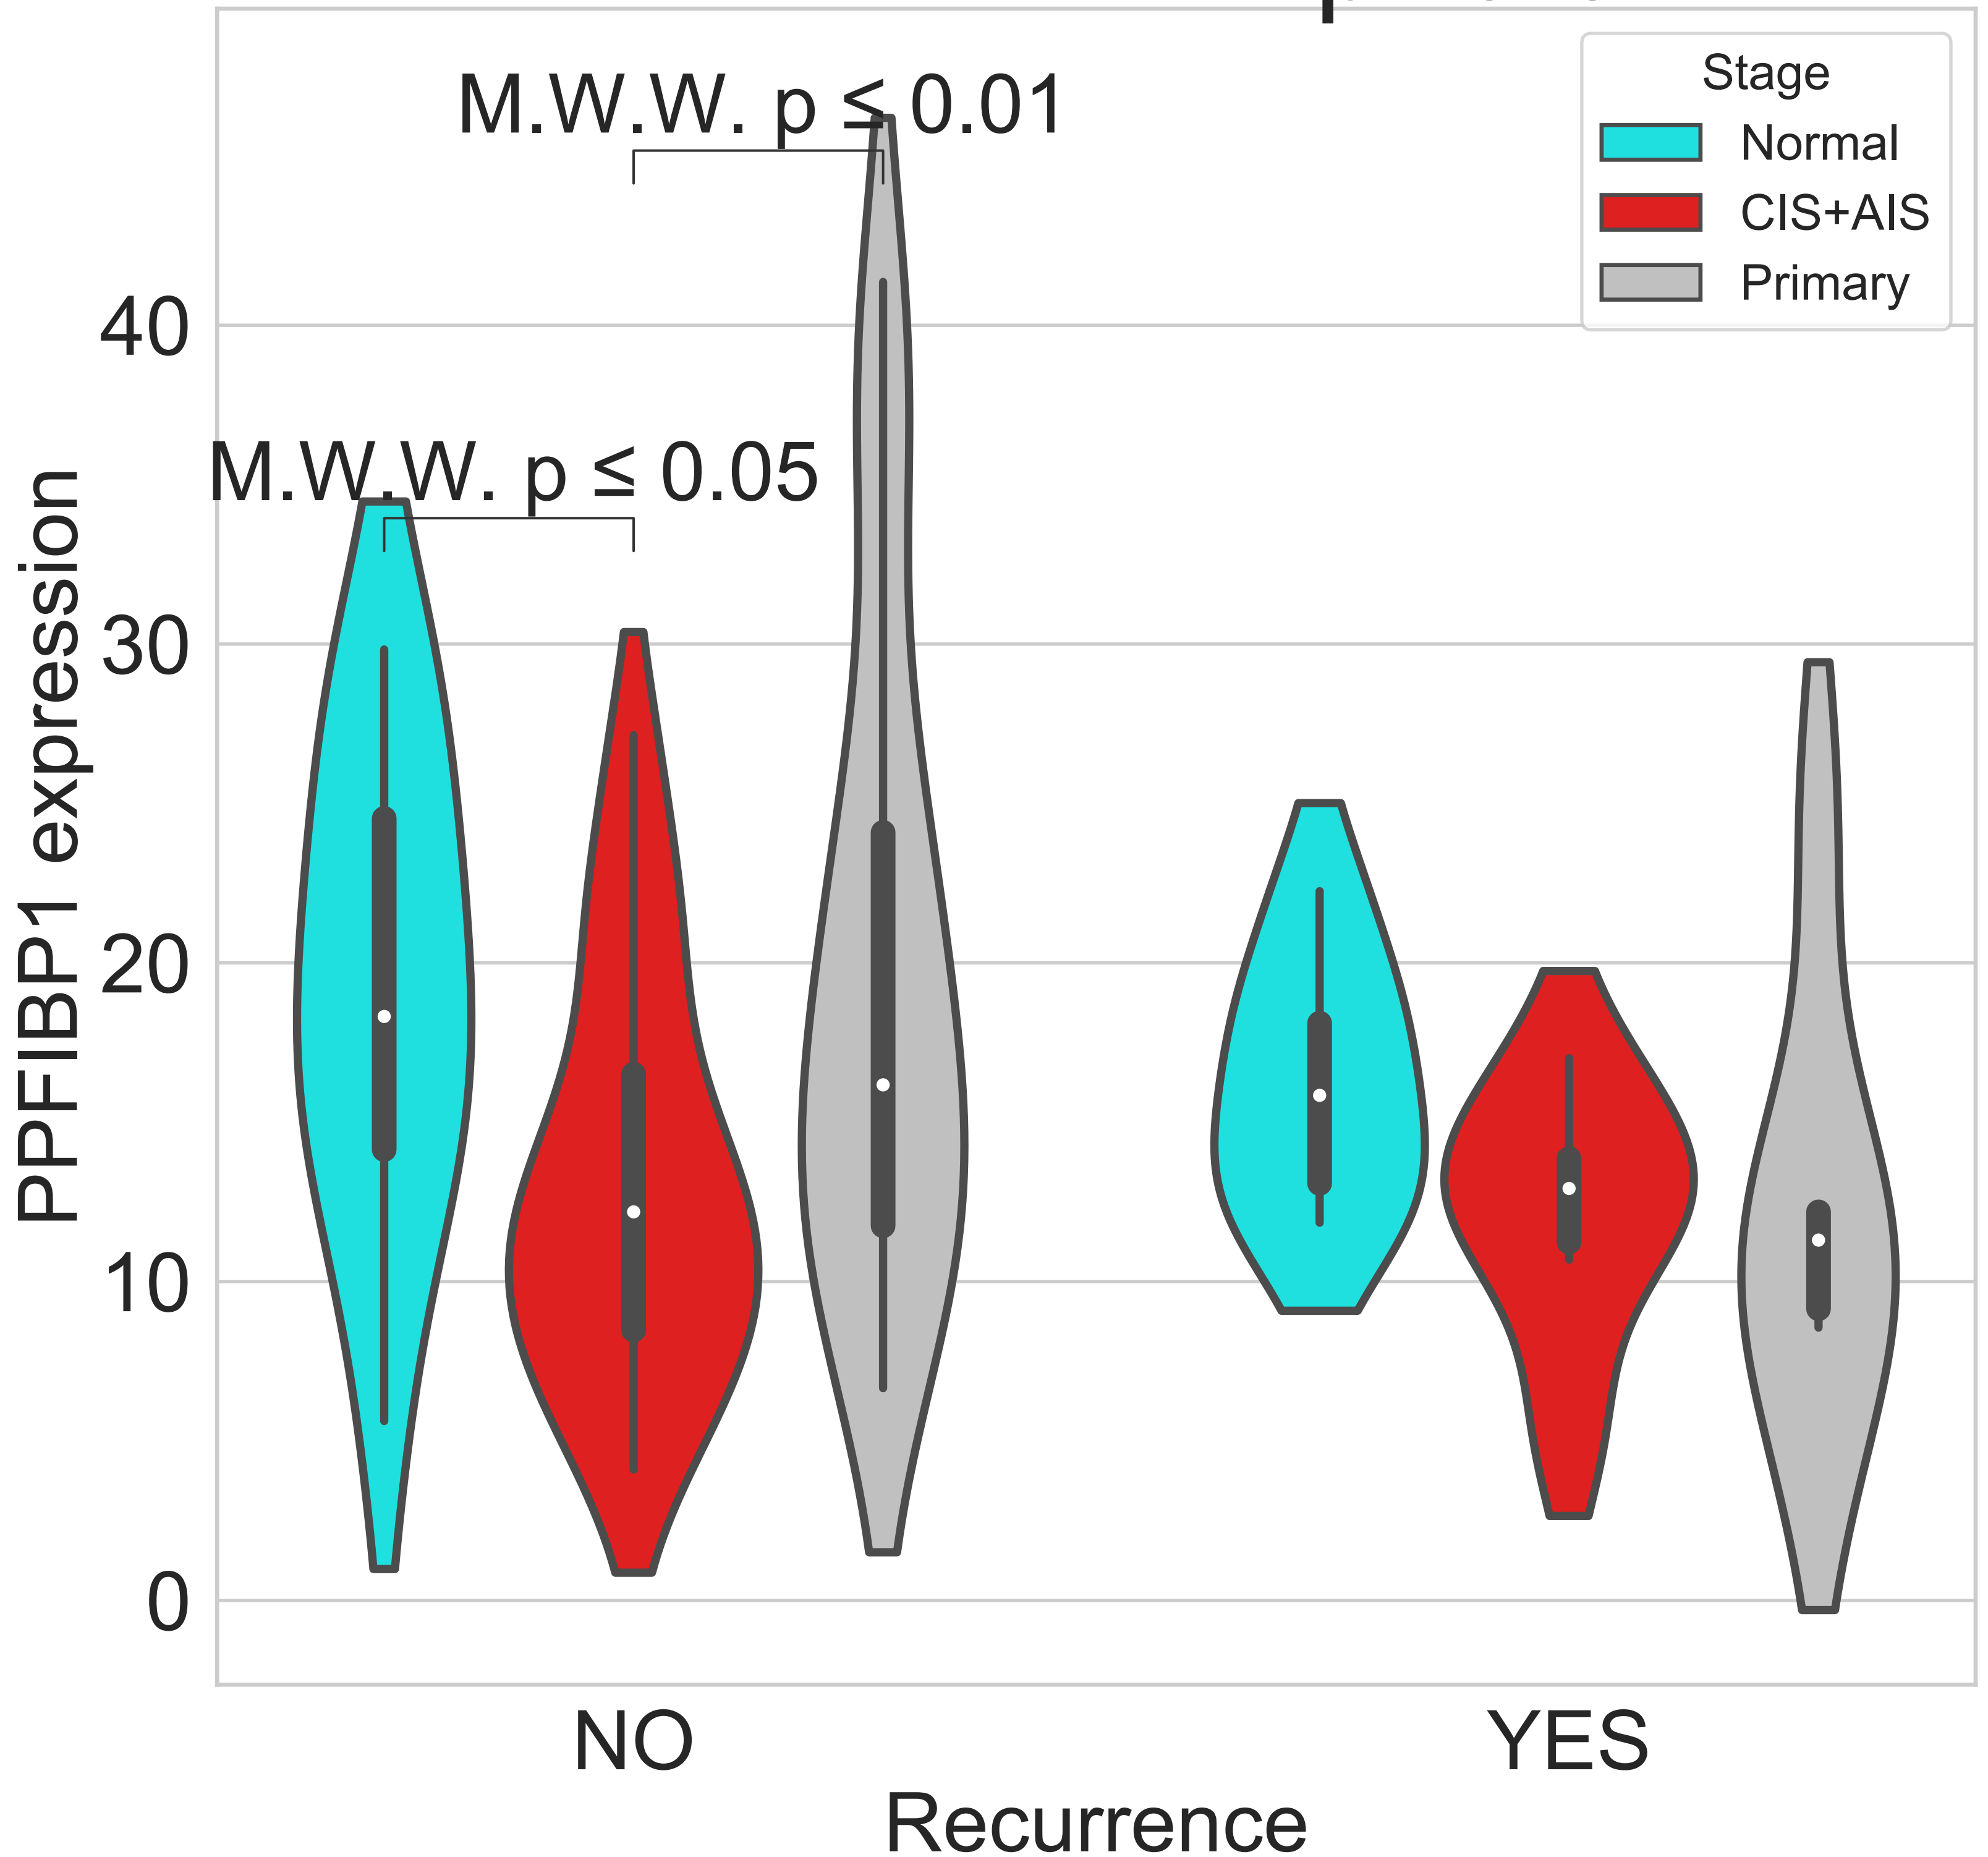 M.W.W. p ≤ 0.01
M.W.W. p ≤ 0.05
Stage
Normal
CIS+AIS
Primary
PPFIBP1 expression
40
30
20
10
0
NO
YES
Recurrence